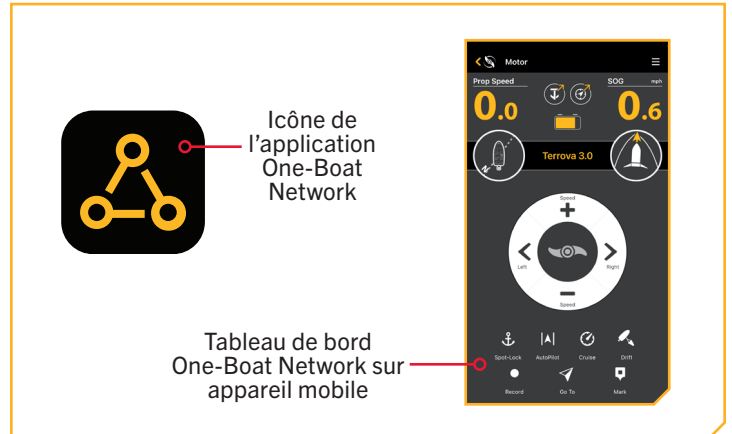 Icône de
l'application
One-Boat
Network
Motor
Prop Speed
SOG mph
0.0
0.6
N
Terrova 3.0
Speed
Left
Right
Speed
Spot-Lock AutoPilot Cruise Drift
Record Go To Mark
Tableau de bord
One-Boat Network sur
appareil mobile